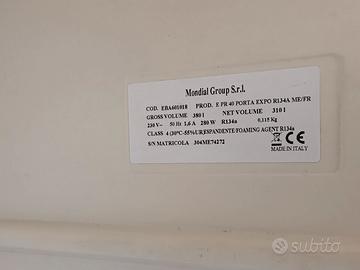 Mondial Group S.r.l.
COD. EBA601018 PROD. E PR 40 PORTA EXPO R134A ME/FR
GROSS VOLUME 380 l NET VOLUME 310 l
230 V~ 50 Hz 1,6 A 280 W R134a 0,115 Kg
CLASS 4 (30°C-55%UR) ESPANDENTE FOAMING AGENT R134a
S/N MATRICOLA 304ME74272
CE
MADE IN ITALY
subito